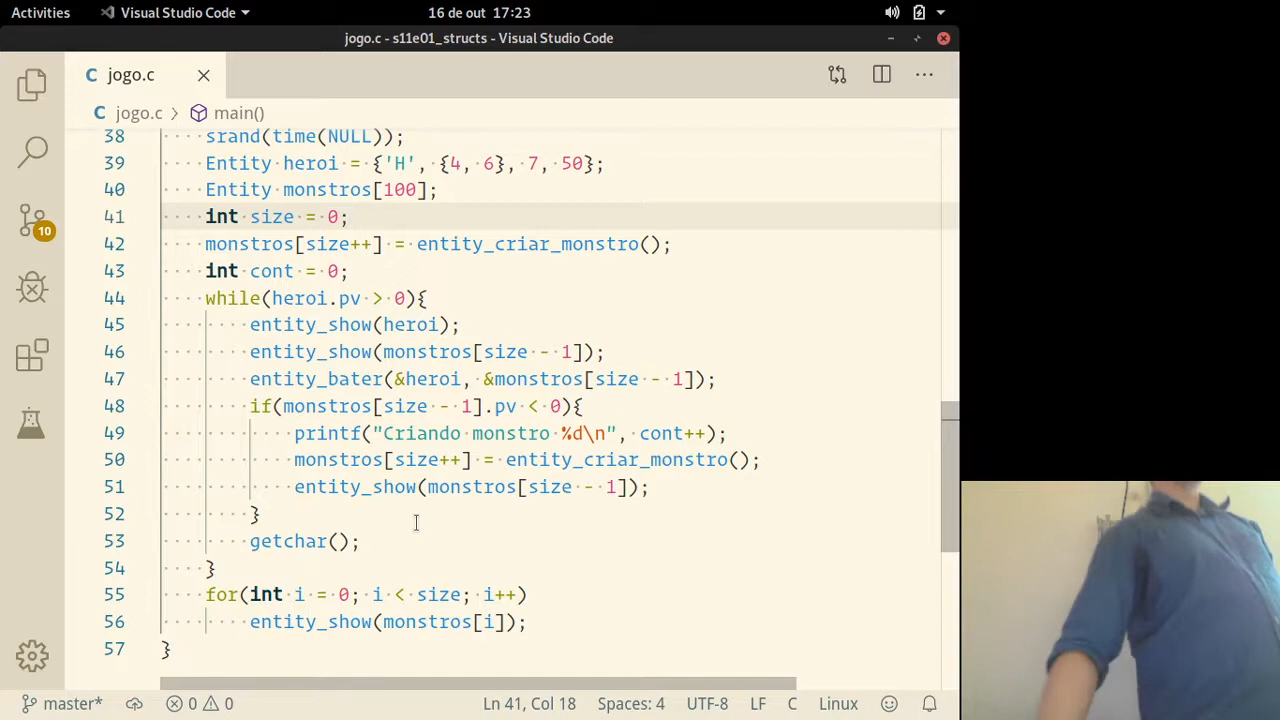 Activities Visual Studio Code 16 de out 17:23
jogo.c - s11e01_structs - Visual Studio Code
C jogo.c
C jogo.c > main()
38 srand(time(NULL));
39 Entity heroi = {'H', {4, 6}, 7, 50};
40 Entity monstros[100];
41 int size = 0;
42 monstros[size++] = entity_criar_monstro();
43 int cont = 0;
44 while(heroi.pv > 0){
45 entity_show(heroi);
46 entity_show(monstros[size - 1]);
47 entity_bater(&heroi, &monstros[size - 1]);
48 if(monstros[size - 1].pv < 0){
49 printf("Criando monstro %d\n", cont++);
50 monstros[size++] = entity_criar_monstro();
51 entity_show(monstros[size - 1]);
52 }
53 getchar();
54 }
55 for(int i = 0; i < size; i++)
56 entity_show(monstros[i]);
57 }
10
master* 0 0 Ln 41, Col 18 Spaces: 4 UTF-8 LF C Linux